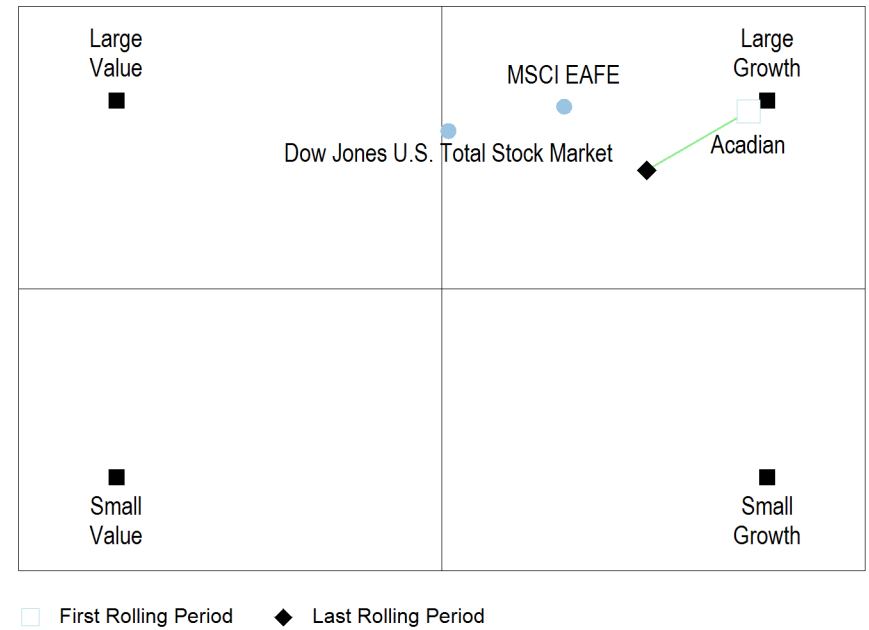 Large
Value
Large
Growth
MSCI EAFE
Dow Jones U.S. Total Stock Market
Acadian
Small
Value
Small
Growth
First Rolling Period
Last Rolling Period